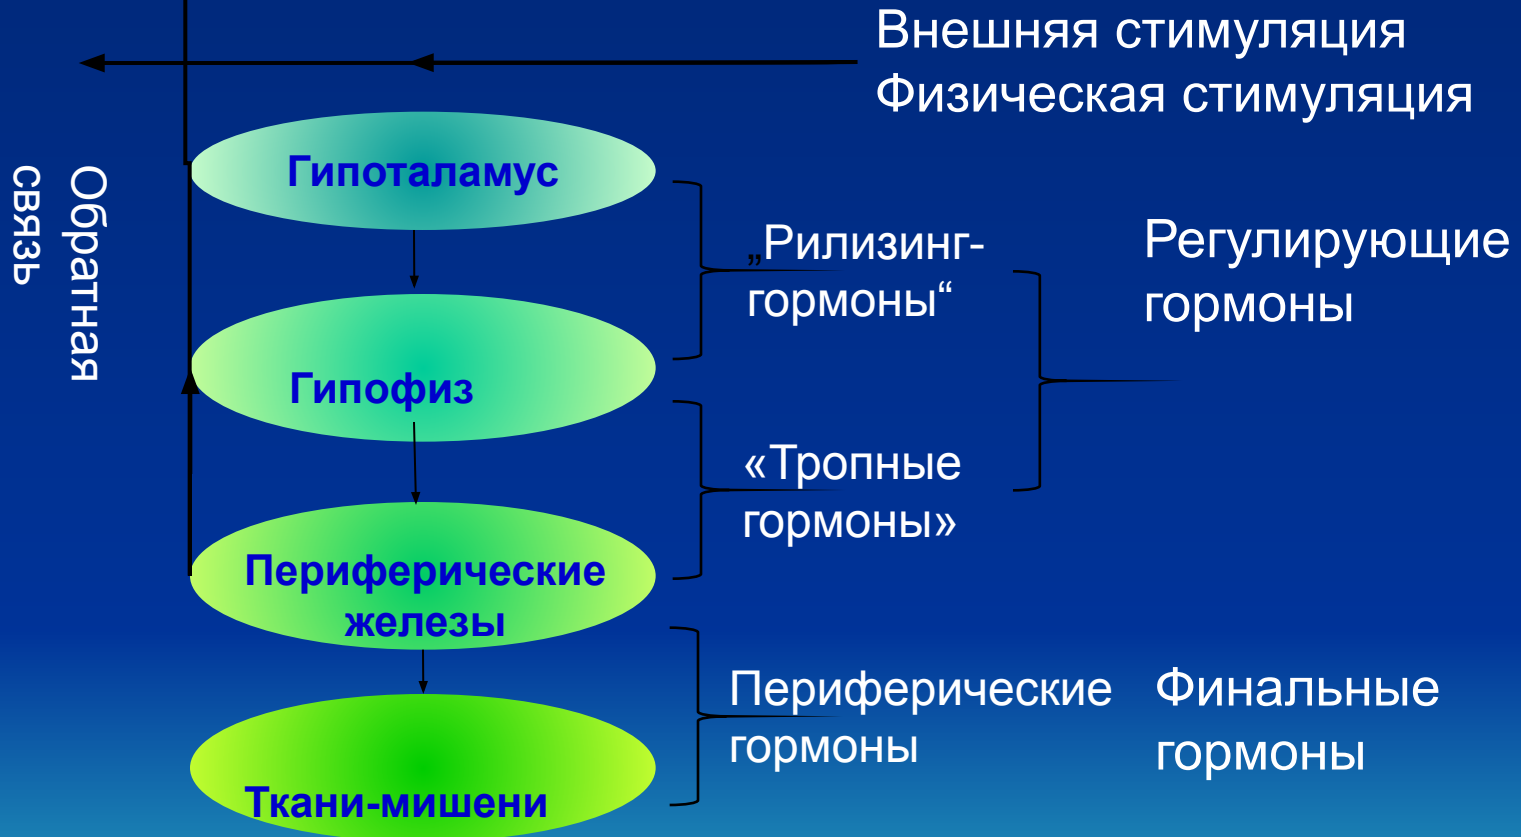 Внешняя стимуляция
Физическая стимуляция
Обратная
связь
Гипоталамус
„Рилизинг-
гормоны“
Регулирующие
гормоны
Гипофиз
«Тропные
гормоны»
Периферические
железы
Периферические
гормоны
Финальные
гормоны
Ткани-мишени